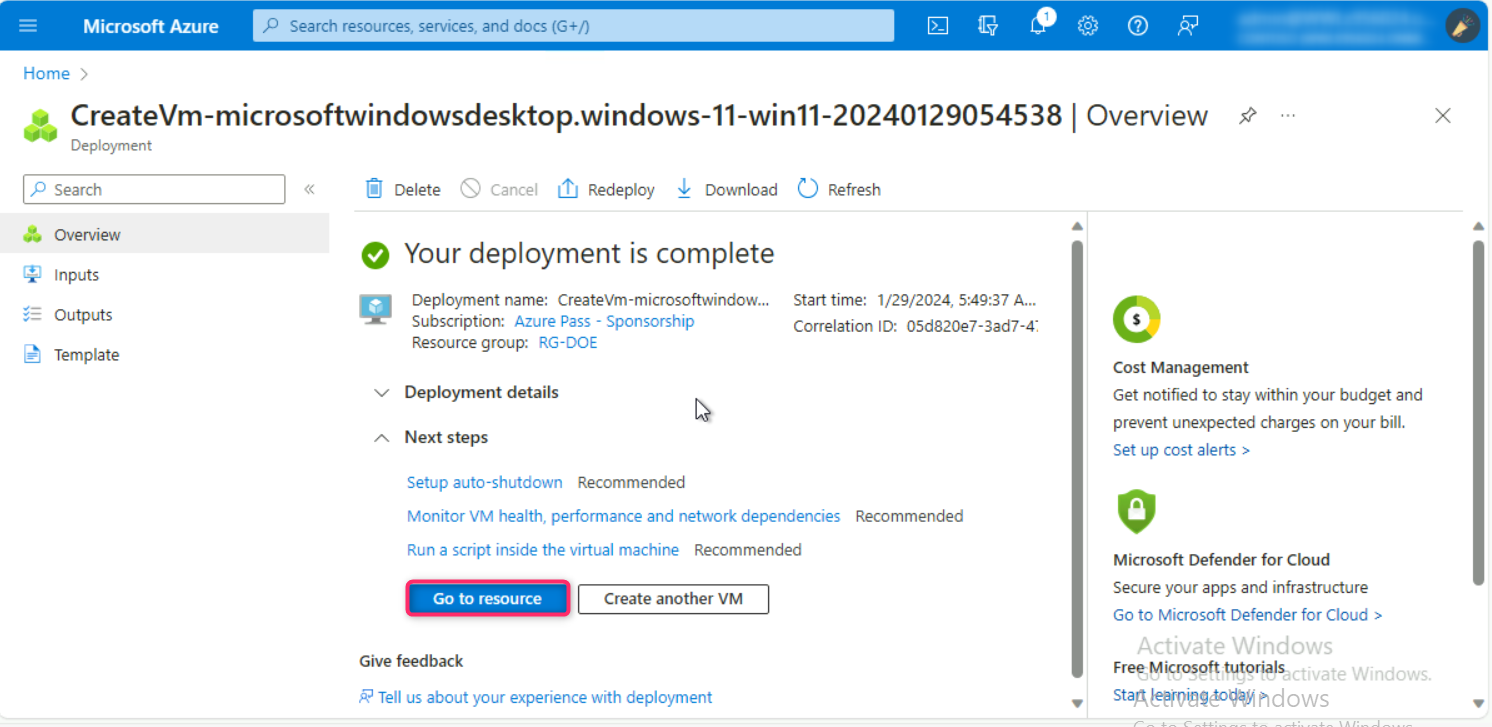 Microsoft Azure
Search resources, services, and docs (G+/)
1
Home
CreateVm-microsoftwindowsdesktop.windows-11-win11-20240129054538 | Overview
...
Deployment
Search
«
Delete
Cancel
Redeploy
Download
Refresh
Overview
Inputs
Outputs
Template
Your deployment is complete
Deployment name: CreateVm-microsoftwindow...
Subscription: Azure Pass - Sponsorship
Resource group: RG-DOE
Start time: 1/29/2024, 5:49:37 A...
Correlation ID: 05d820e7-3ad7-4
Deployment details
Next steps
Setup auto-shutdown Recommended
Monitor VM health, performance and network dependencies Recommended
Run a script inside the virtual machine Recommended
Go to resource
Create another VM
Give feedback
Tell us about your experience with deployment
$
Cost Management
Get notified to stay within your budget and
prevent unexpected charges on your bill.
Set up cost alerts >
Microsoft Defender for Cloud
Secure your apps and infrastructure
Go to Microsoft Defender for Cloud >
Activate Windows
Free Microsoft tutorials
Go to Settings to activate Windows.
Start learning today >
Activate Windows
Go to Settings to activate Windows.